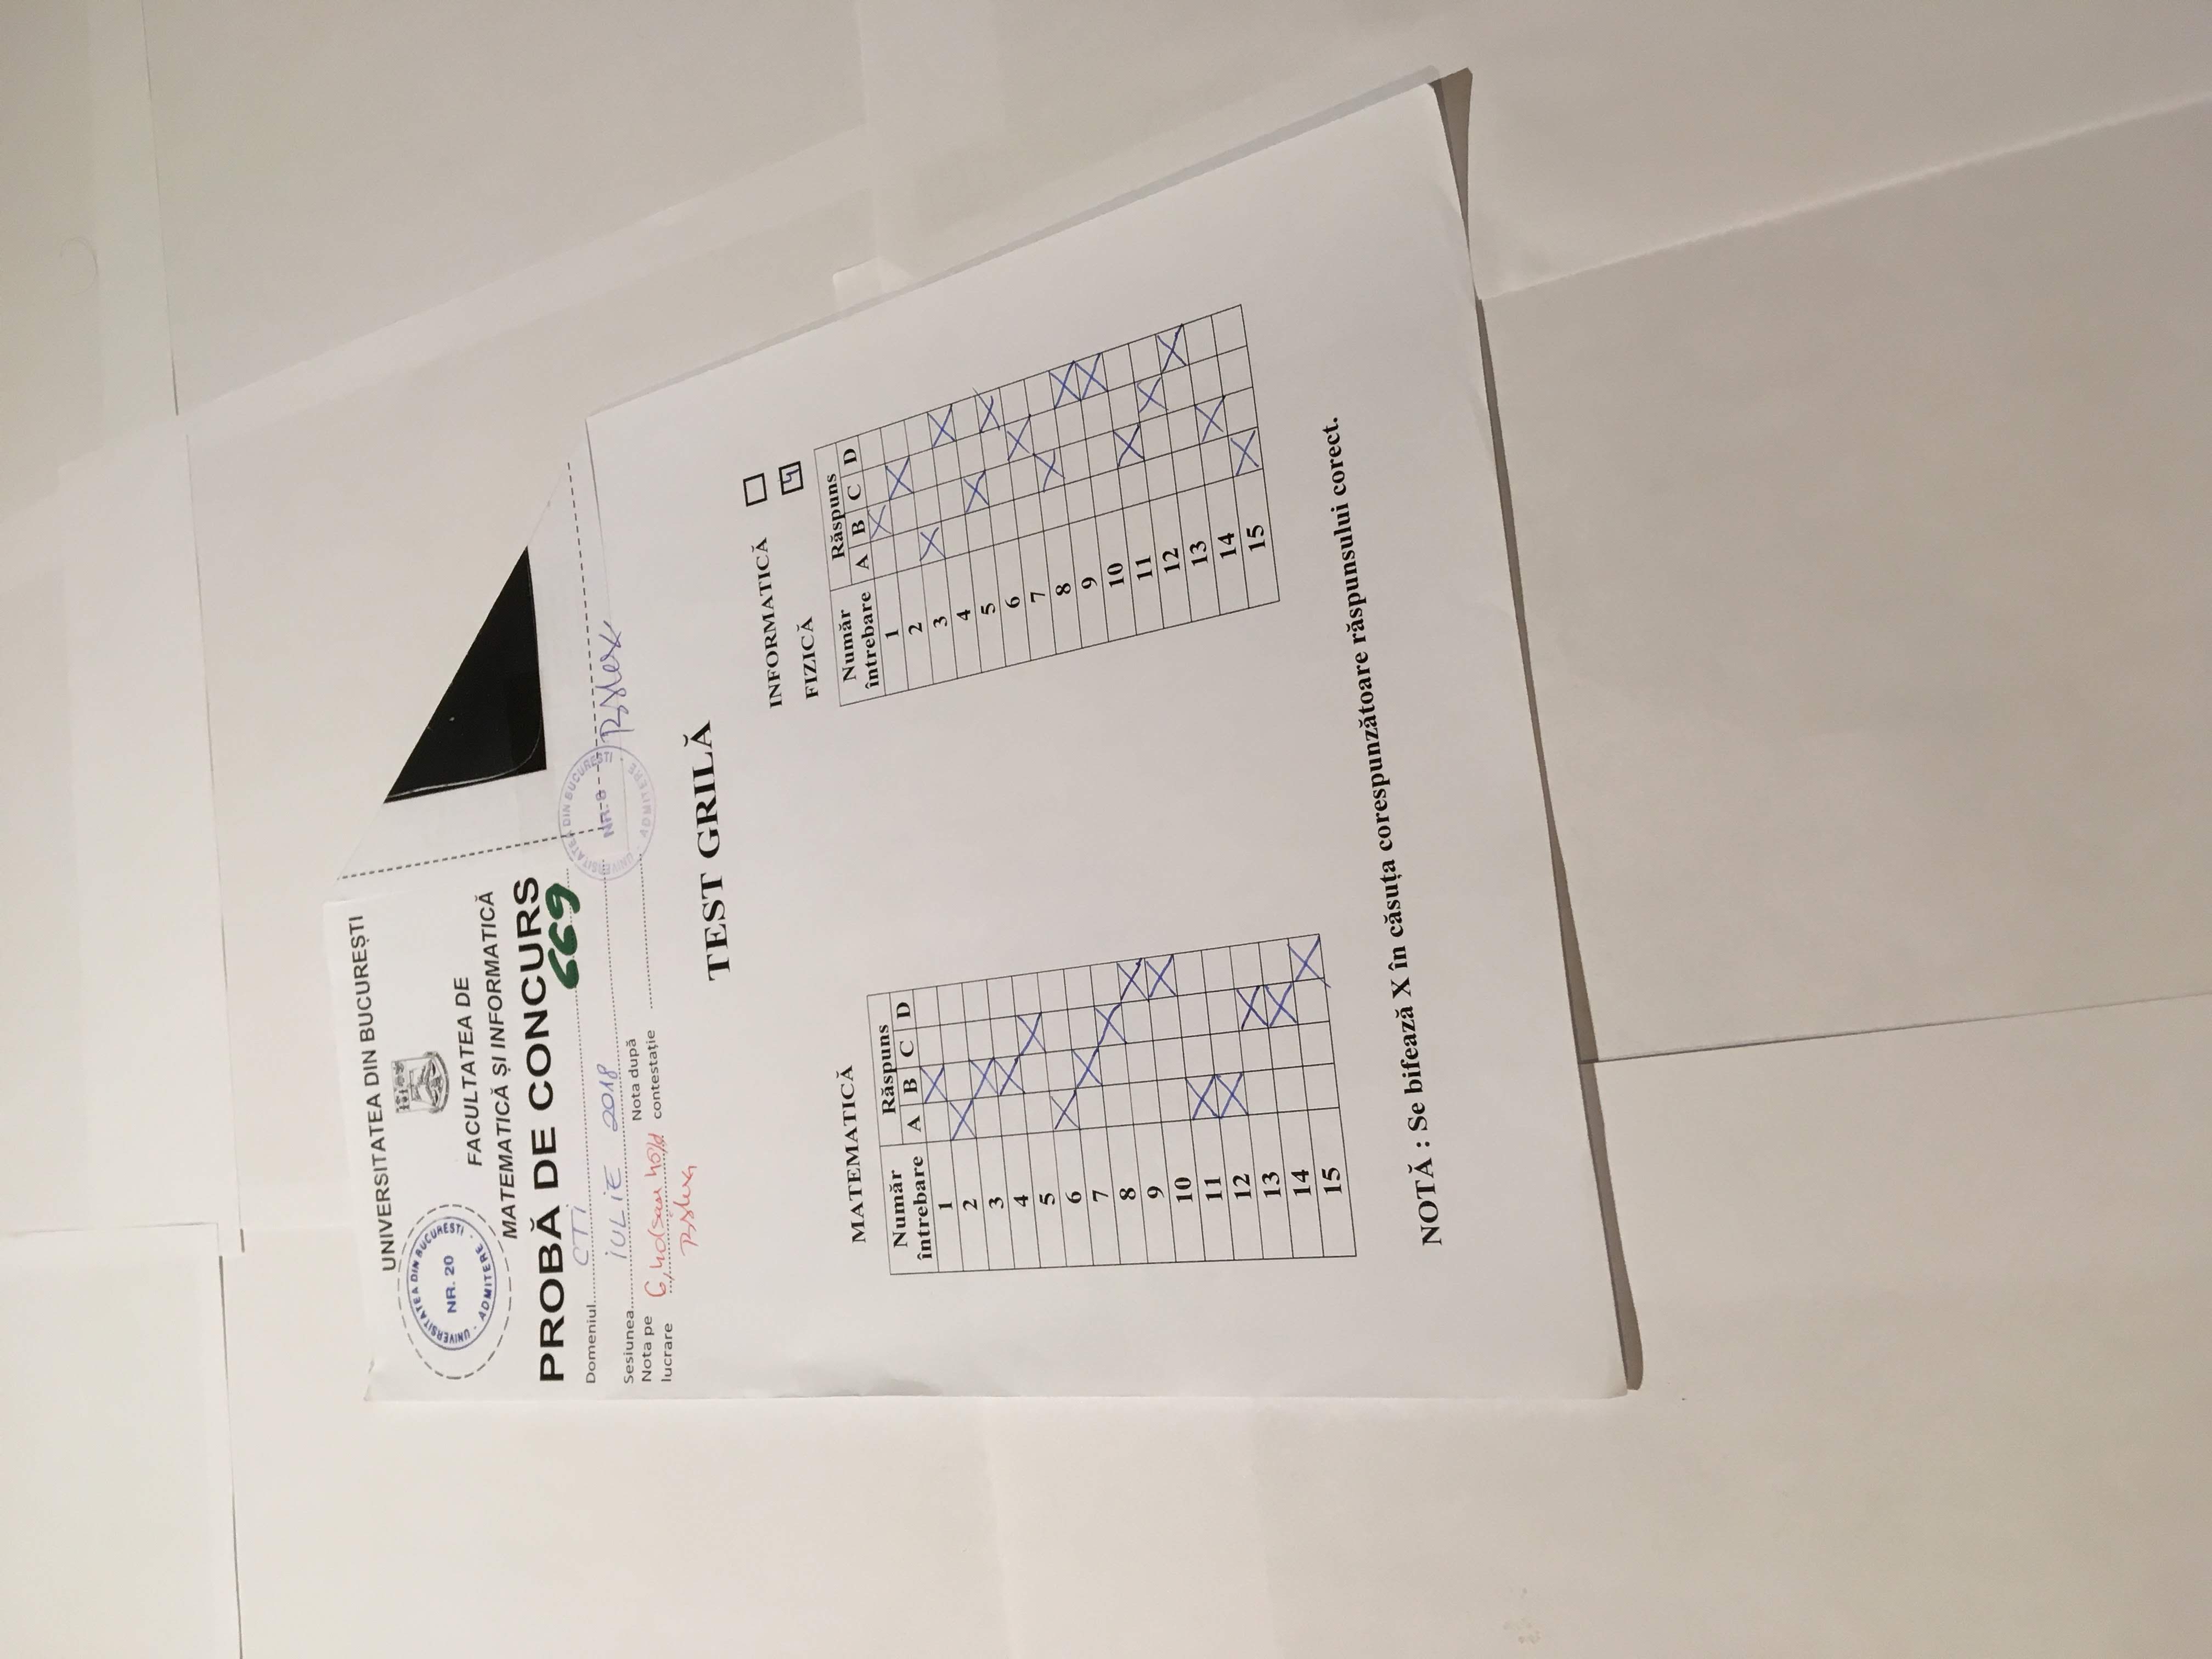 UNIVERSITATEA DIN BUCUREȘTI
UNIVERSITATEA DIN BUCUREȘTI
NR. 20
ADMITERE
FACULTATEA DE
MATEMATICĂ ȘI INFORMATICĂ
PROBĂ DE CONCURS
669
Domeniul CTi
Sesiunea iULiE 2018
Nota pe lucrare 6,40
Nota după contestație
DIN BUCUREȘTI
NR. 8
ADMITERE
TEST GRILĂ
INFORMATICĂ
FIZICĂ 4
MATEMATICĂ
Număr întrebare Răspuns
A B C D
1 X
2 X
3 X
4 X
5 X
6 X
7 X
8 X
9 X
10 X
11 X
12 X
13 X
14 X
15 X
Număr întrebare Răspuns
A B C D
1 X
2 X
3 X
4 X
5 X
6 X
7 X
8 X
9 X
10 X
11 X
12 X
13 X
14 X
15 X
NOTĂ : Se bifează X în căsuța corespunzătoare răspunsului corect.